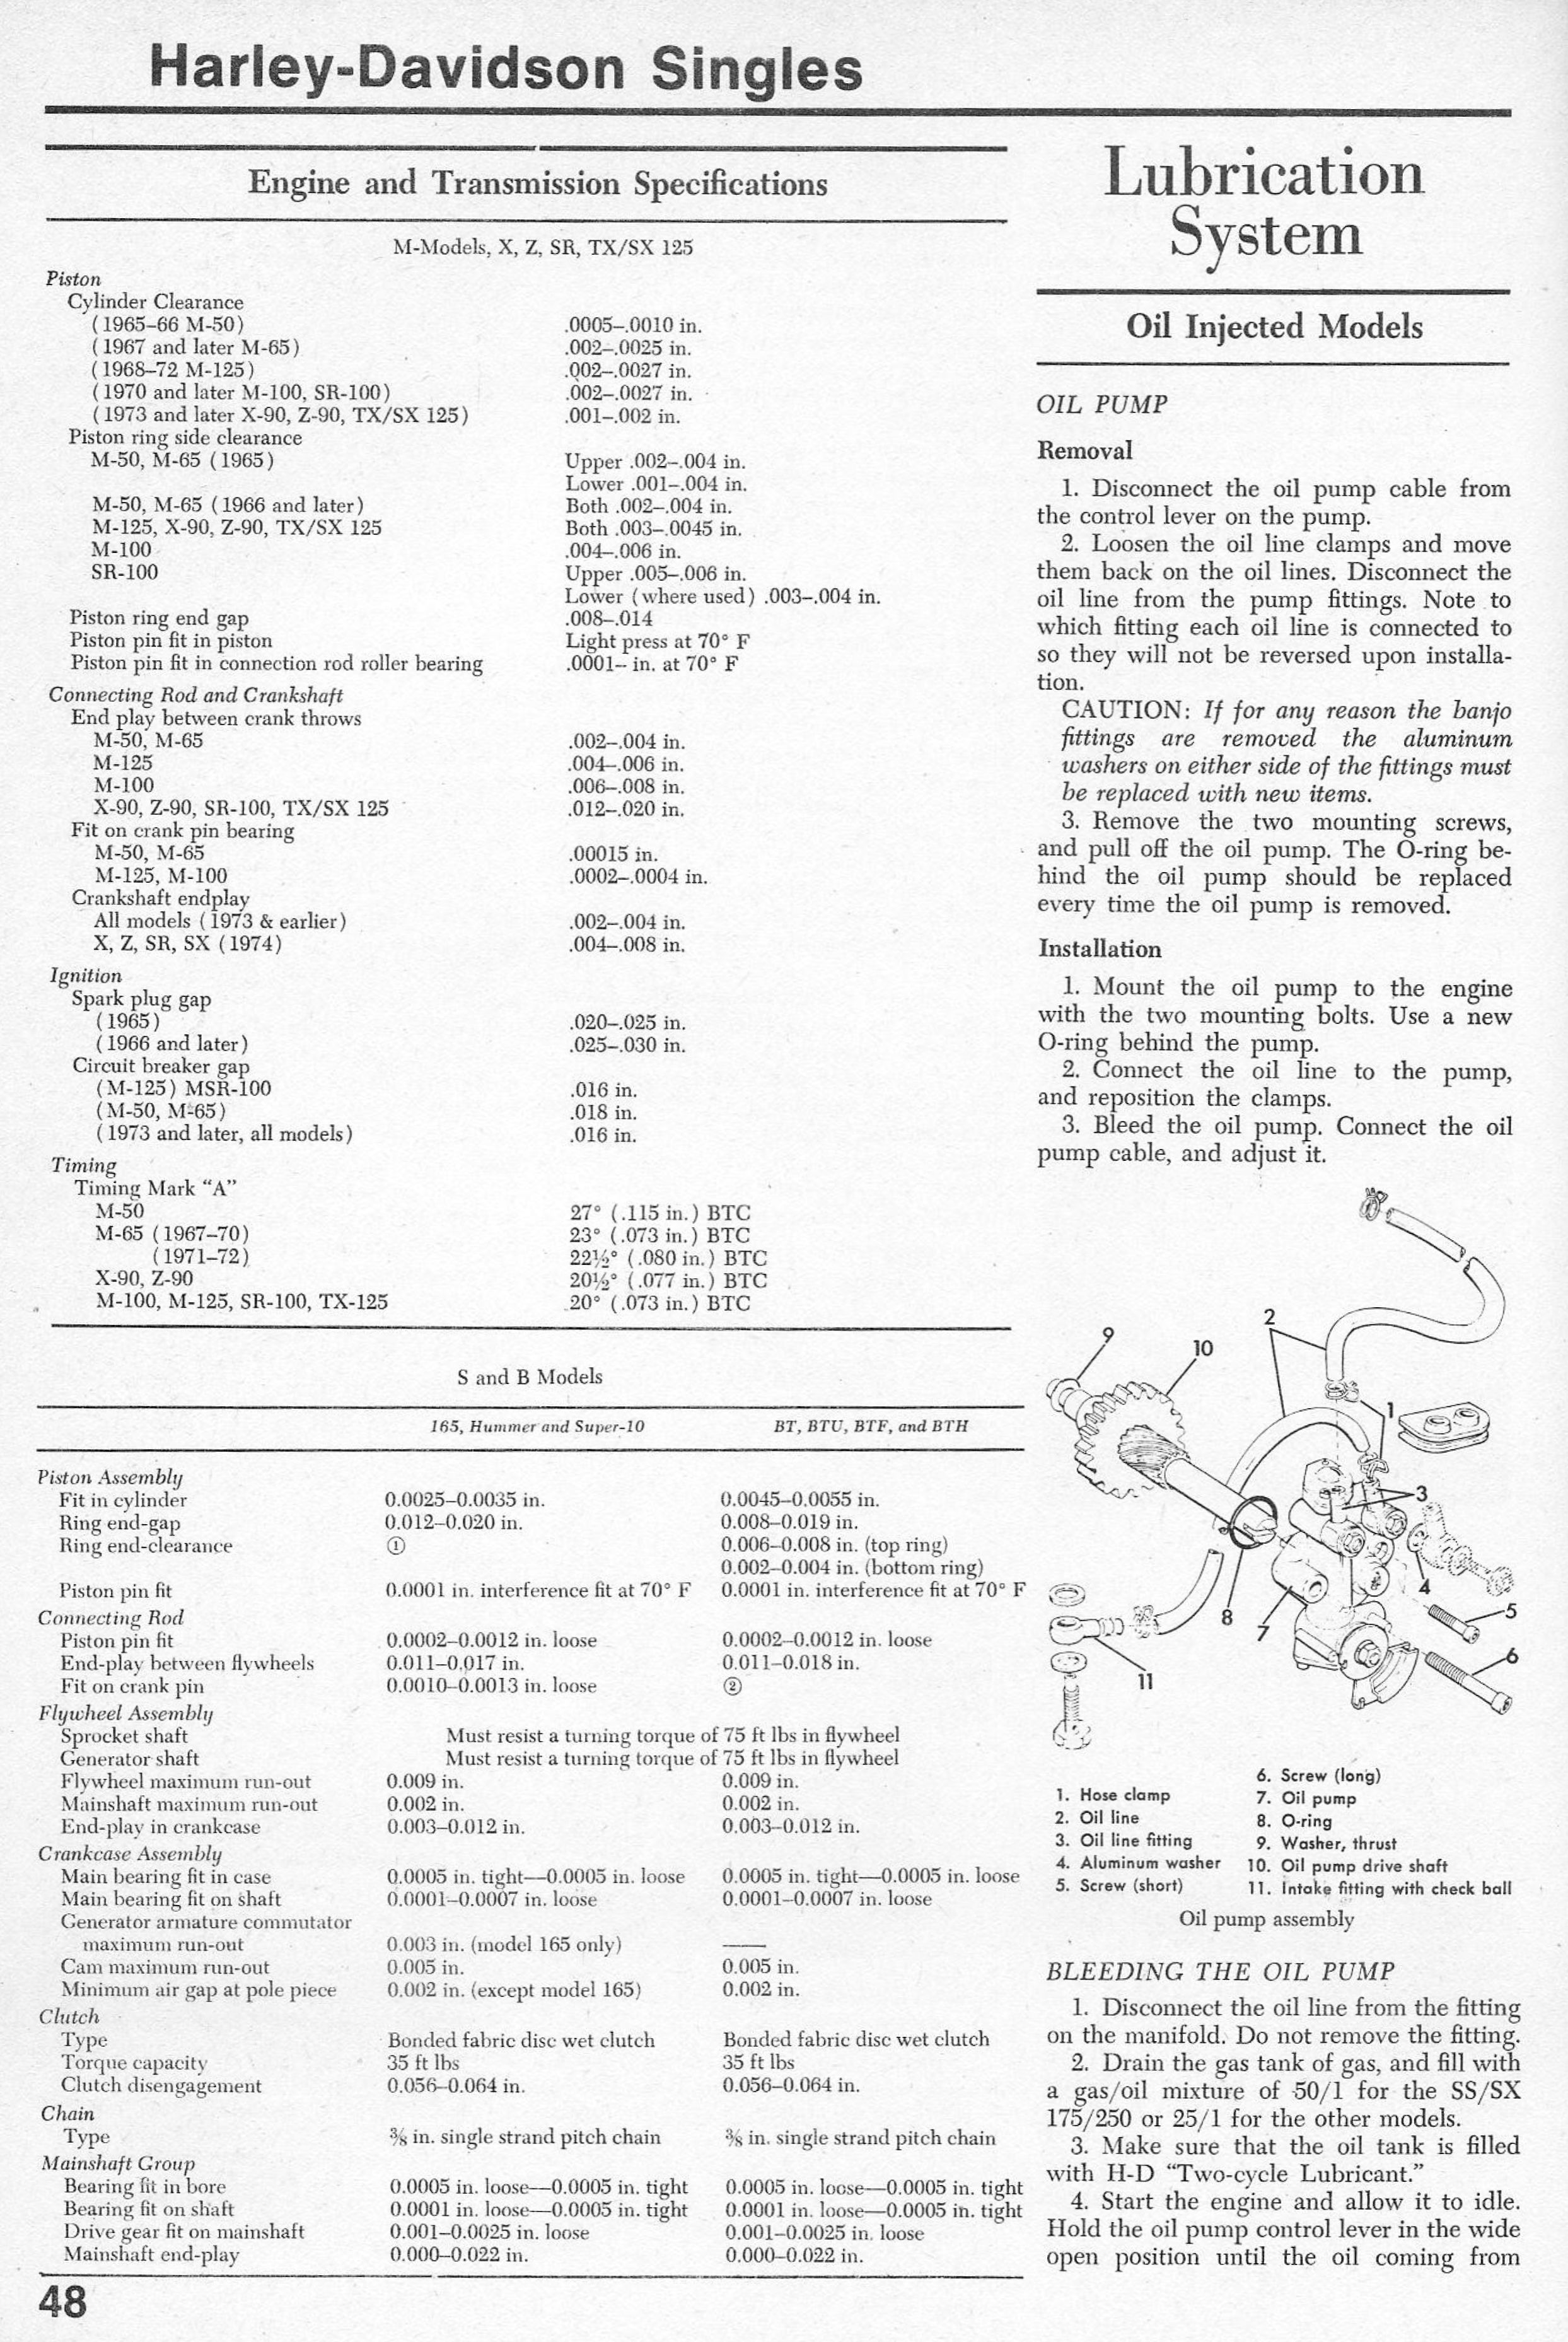 Harley-Davidson Singles
Engine and Transmission Specifications
M-Models, X, Z, SR, TX/SX 125
Piston
Cylinder Clearance
(1965–66 M-50) .0005–.0010 in.
(1967 and later M-65) .002–.0025 in.
(1968–72 M-125) .002–.0027 in.
(1970 and later M-100, SR-100) .002–.0027 in.
(1973 and later X-90, Z-90, TX/SX 125) .001–.002 in.
Piston ring side clearance
M-50, M-65 (1965) Upper .002–.004 in.
Lower .001–.004 in.
M-50, M-65 (1966 and later) Both .002–.004 in.
M-125, X-90, Z-90, TX/SX 125 Both .003–.0045 in.
M-100 .004–.006 in.
SR-100 Upper .005–.006 in.
Lower (where used) .003–.004 in.
Piston ring end gap .008–.014
Piston pin fit in piston Light press at 70° F
Piston pin fit in connection rod roller bearing .0001– in. at 70° F
Connecting Rod and Crankshaft
End play between crank throws
M-50, M-65 .002–.004 in.
M-125 .004–.006 in.
M-100 .006–.008 in.
X-90, Z-90, SR-100, TX/SX 125 .012–.020 in.
Fit on crank pin bearing
M-50, M-65 .00015 in.
M-125, M-100 .0002–.0004 in.
Crankshaft endplay
All models (1973 & earlier) .002–.004 in.
X, Z, SR, SX (1974) .004–.008 in.
Ignition
Spark plug gap
(1965) .020–.025 in.
(1966 and later) .025–.030 in.
Circuit breaker gap
(M-125) MSR-100 .016 in.
(M-50, M-65) .018 in.
(1973 and later, all models) .016 in.
Timing
Timing Mark “A”
M-50 27° (.115 in.) BTC
M-65 (1967–70) 23° (.073 in.) BTC
(1971–72) 22½° (.080 in.) BTC
X-90, Z-90 20½° (.077 in.) BTC
M-100, M-125, SR-100, TX-125 20° (.073 in.) BTC
S and B Models
165, Hummer and Super-10 BT, BTU, BTF, and BTH
Piston Assembly
Fit in cylinder 0.0025–0.0035 in. 0.0045–0.0055 in.
Ring end-gap 0.012–0.020 in. 0.008–0.019 in.
Ring end-clearance ① 0.006–0.008 in. (top ring)
0.002–0.004 in. (bottom ring)
Piston pin fit 0.0001 in. interference fit at 70° F 0.0001 in. interference fit at 70° F
Connecting Rod
Piston pin fit 0.0002–0.0012 in. loose 0.0002–0.0012 in. loose
End-play between flywheels 0.011–0.017 in. 0.011–0.018 in.
Fit on crank pin 0.0010–0.0013 in. loose ②
Flywheel Assembly
Sprocket shaft Must resist a turning torque of 75 ft lbs in flywheel
Generator shaft Must resist a turning torque of 75 ft lbs in flywheel
Flywheel maximum run-out 0.009 in. 0.009 in.
Mainshaft maximum run-out 0.002 in. 0.002 in.
End-play in crankcase 0.003–0.012 in. 0.003–0.012 in.
Crankcase Assembly
Main bearing fit in case 0.0005 in. tight—0.0005 in. loose 0.0005 in. tight—0.0005 in. loose
Main bearing fit on shaft 0.0001–0.0007 in. loose 0.0001–0.0007 in. loose
Generator armature commutator
maximum run-out 0.003 in. (model 165 only) ——
Cam maximum run-out 0.005 in. 0.005 in.
Minimum air gap at pole piece 0.002 in. (except model 165) 0.002 in.
Clutch
Type Bonded fabric disc wet clutch Bonded fabric disc wet clutch
Torque capacity 35 ft lbs 35 ft lbs
Clutch disengagement 0.056–0.064 in. 0.056–0.064 in.
Chain
Type ⅜ in. single strand pitch chain ⅜ in. single strand pitch chain
Mainshaft Group
Bearing fit in bore 0.0005 in. loose—0.0005 in. tight 0.0005 in. loose—0.0005 in. tight
Bearing fit on shaft 0.0001 in. loose—0.0005 in. tight 0.0001 in. loose—0.0005 in. tight
Drive gear fit on mainshaft 0.001–0.0025 in. loose 0.001–0.0025 in. loose
Mainshaft end-play 0.000–0.022 in. 0.000–0.022 in.
48
Lubrication
System
Oil Injected Models
OIL PUMP
Removal
1. Disconnect the oil pump cable from
the control lever on the pump.
2. Loosen the oil line clamps and move
them back on the oil lines. Disconnect the
oil line from the pump fittings. Note to
which fitting each oil line is connected to
so they will not be reversed upon installa-
tion.
CAUTION: If for any reason the banjo
fittings are removed the aluminum
washers on either side of the fittings must
be replaced with new items.
3. Remove the two mounting screws,
and pull off the oil pump. The O-ring be-
hind the oil pump should be replaced
every time the oil pump is removed.
Installation
1. Mount the oil pump to the engine
with the two mounting bolts. Use a new
O-ring behind the pump.
2. Connect the oil line to the pump,
and reposition the clamps.
3. Bleed the oil pump. Connect the oil
pump cable, and adjust it.
2
9
10
1
3
4
5
8
7
6
11
1. Hose clamp
2. Oil line
3. Oil line fitting
4. Aluminum washer
5. Screw (short)
6. Screw (long)
7. Oil pump
8. O-ring
9. Washer, thrust
10. Oil pump drive shaft
11. Intake fitting with check ball
Oil pump assembly
BLEEDING THE OIL PUMP
1. Disconnect the oil line from the fitting
on the manifold. Do not remove the fitting.
2. Drain the gas tank of gas, and fill with
a gas/oil mixture of 50/1 for the SS/SX
175/250 or 25/1 for the other models.
3. Make sure that the oil tank is filled
with H-D “Two-cycle Lubricant.”
4. Start the engine and allow it to idle.
Hold the oil pump control lever in the wide
open position until the oil coming from